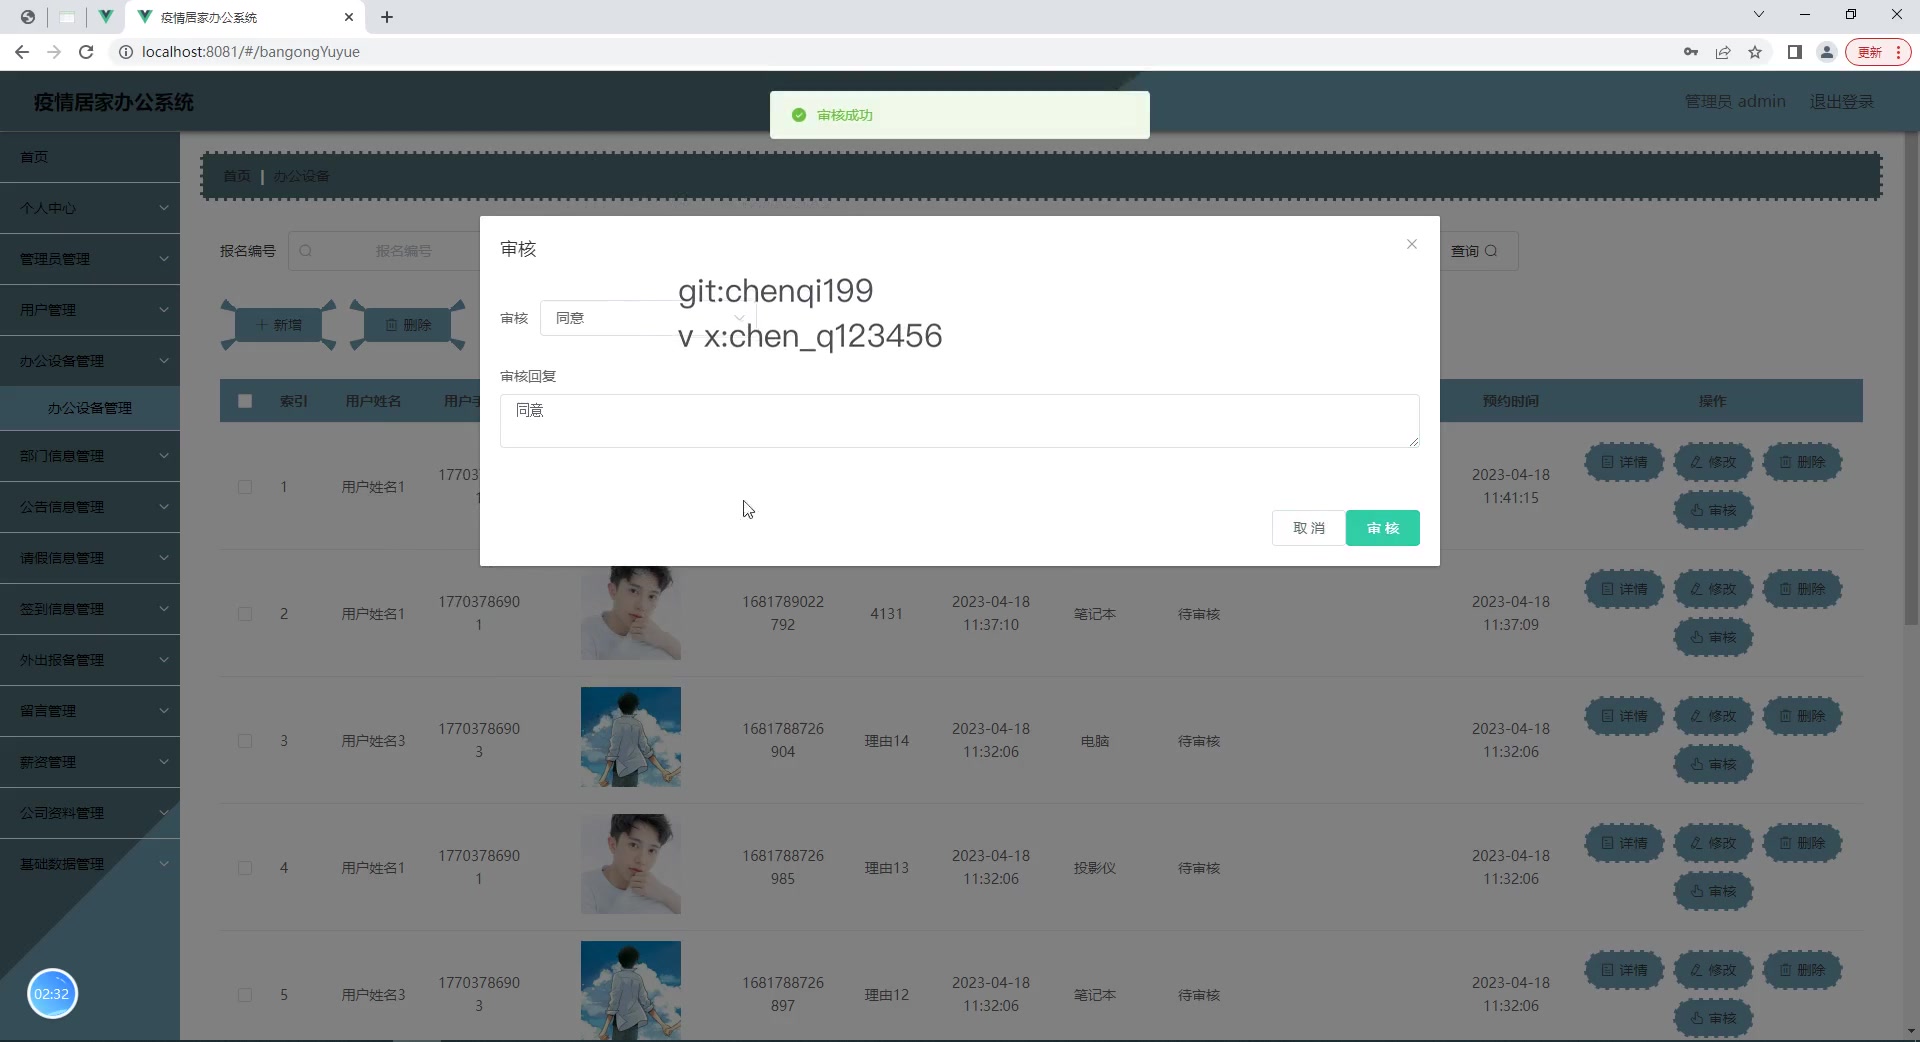 疫情居家办公系统
localhost:8081/#/bangongYuyue
更新
疫情居家办公系统
审核成功
管理员 admin
退出登录
首页
个人中心
管理员管理
用户管理
办公设备管理
办公设备管理
部门信息管理
公告信息管理
请假信息管理
签到信息管理
外出报备管理
留言管理
薪资管理
公司资料管理
基础数据管理
02:32
首页 | 办公设备
报名编号
报名编号
查询
新增
删除
审核
git:chenqi199
v x:chen_q123456
审核
同意
审核回复
同意
取 消
审 核
索引 用户姓名 用户手 预约时间 操作
1 用户姓名1 17703 2023-04-18
1 11:41:15
详情 修改 删除
审核
2 用户姓名1 1770378690 1681789022 4131 2023-04-18 笔记本 待审核 2023-04-18
1 792 11:37:10 11:37:09
详情 修改 删除
审核
3 用户姓名3 1770378690 1681788726 理由14 2023-04-18 电脑 待审核 2023-04-18
3 904 11:32:06 11:32:06
详情 修改 删除
审核
4 用户姓名1 1770378690 1681788726 理由13 2023-04-18 投影仪 待审核 2023-04-18
1 985 11:32:06 11:32:06
详情 修改 删除
审核
5 用户姓名3 1770378690 1681788726 理由12 2023-04-18 笔记本 待审核 2023-04-18
3 897 11:32:06 11:32:06
详情 修改 删除
审核